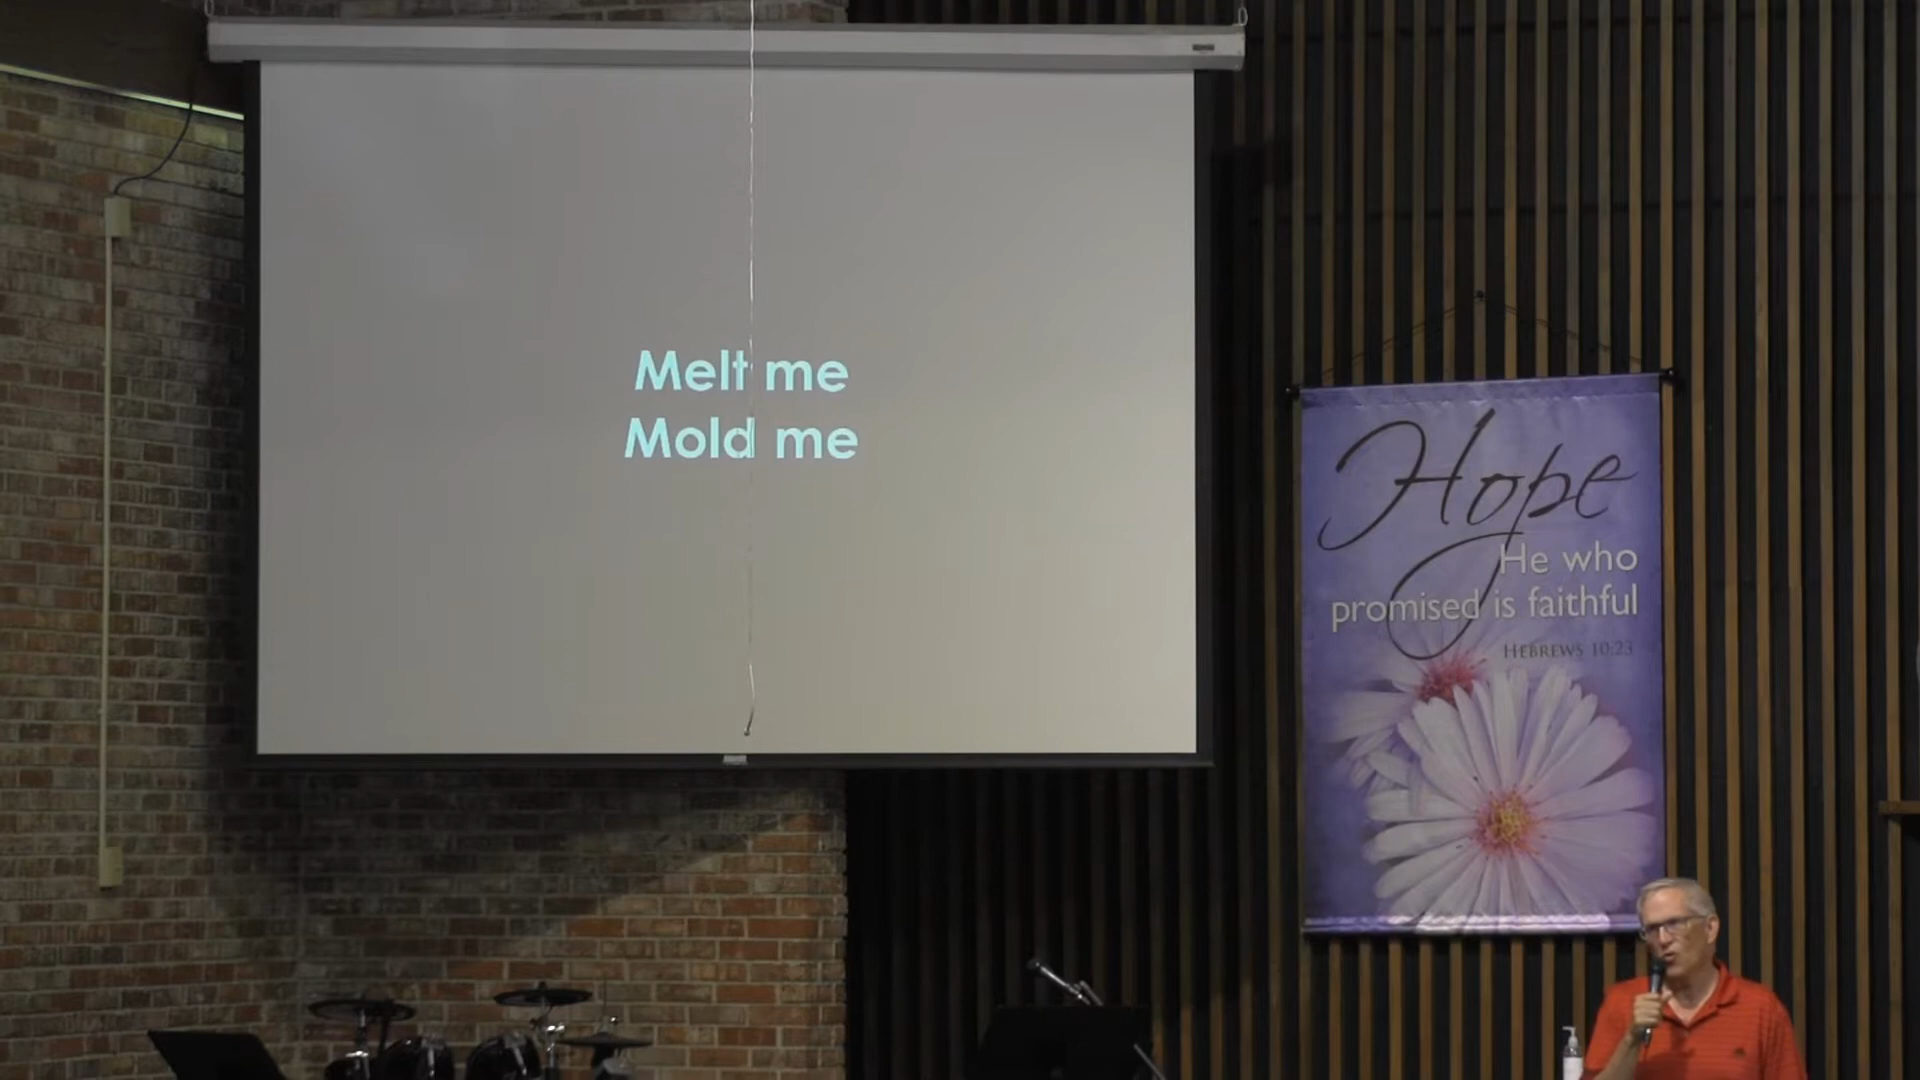 Melt me
Mold me
Hope
He who
promised is faithful
HEBREWS 10:23